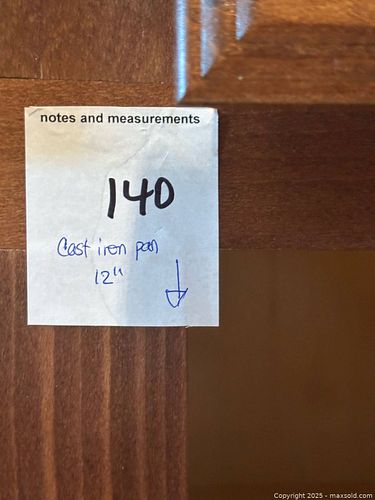 notes and measurements
140
Cast iron pan
12"
Copyright © 2025 - maxsold.com